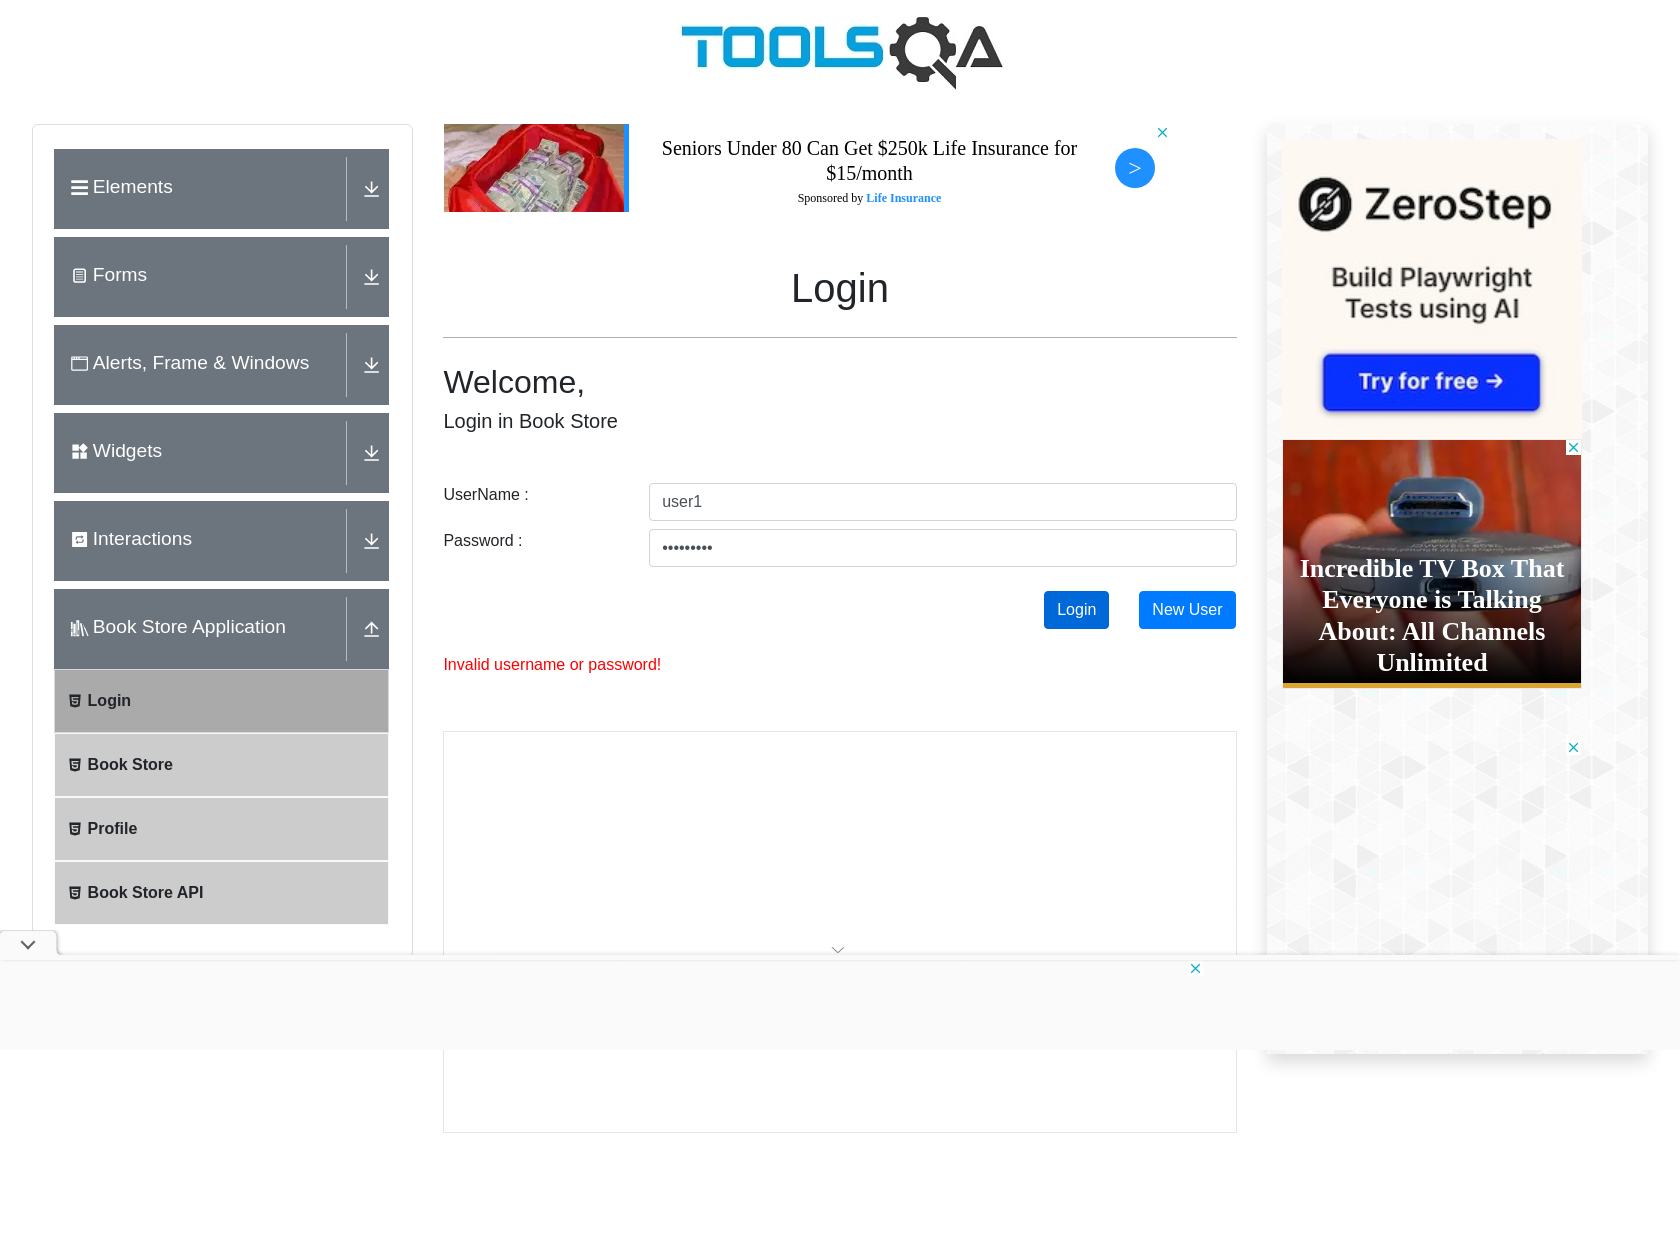 TOOLSQA
Elements
Forms
Alerts, Frame & Windows
Widgets
Interactions
Book Store Application
Login
Book Store
Profile
Book Store API
Seniors Under 80 Can Get $250k Life Insurance for
$15/month
Sponsored by Life Insurance
>
Login
Welcome,
Login in Book Store
UserName :
user1
Password :
•••••••••
Login
New User
Invalid username or password!
ZeroStep
Build Playwright
Tests using AI
Try for free →
Incredible TV Box That
Everyone is Talking
About: All Channels
Unlimited